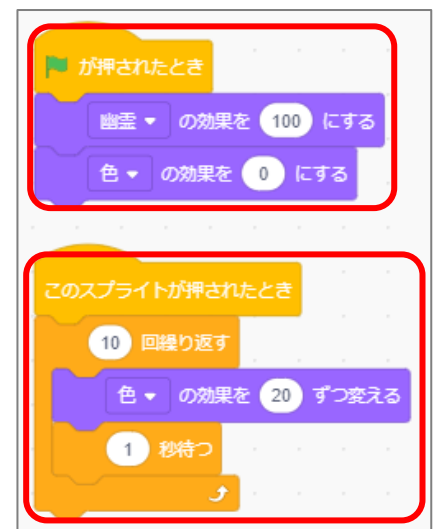 が押されたとき
幽霊 の効果を 100 にする
色 の効果を 0 にする
このスプライトが押されたとき
10 回繰り返す
色 の効果を 20 ずつ変える
1 秒待つ